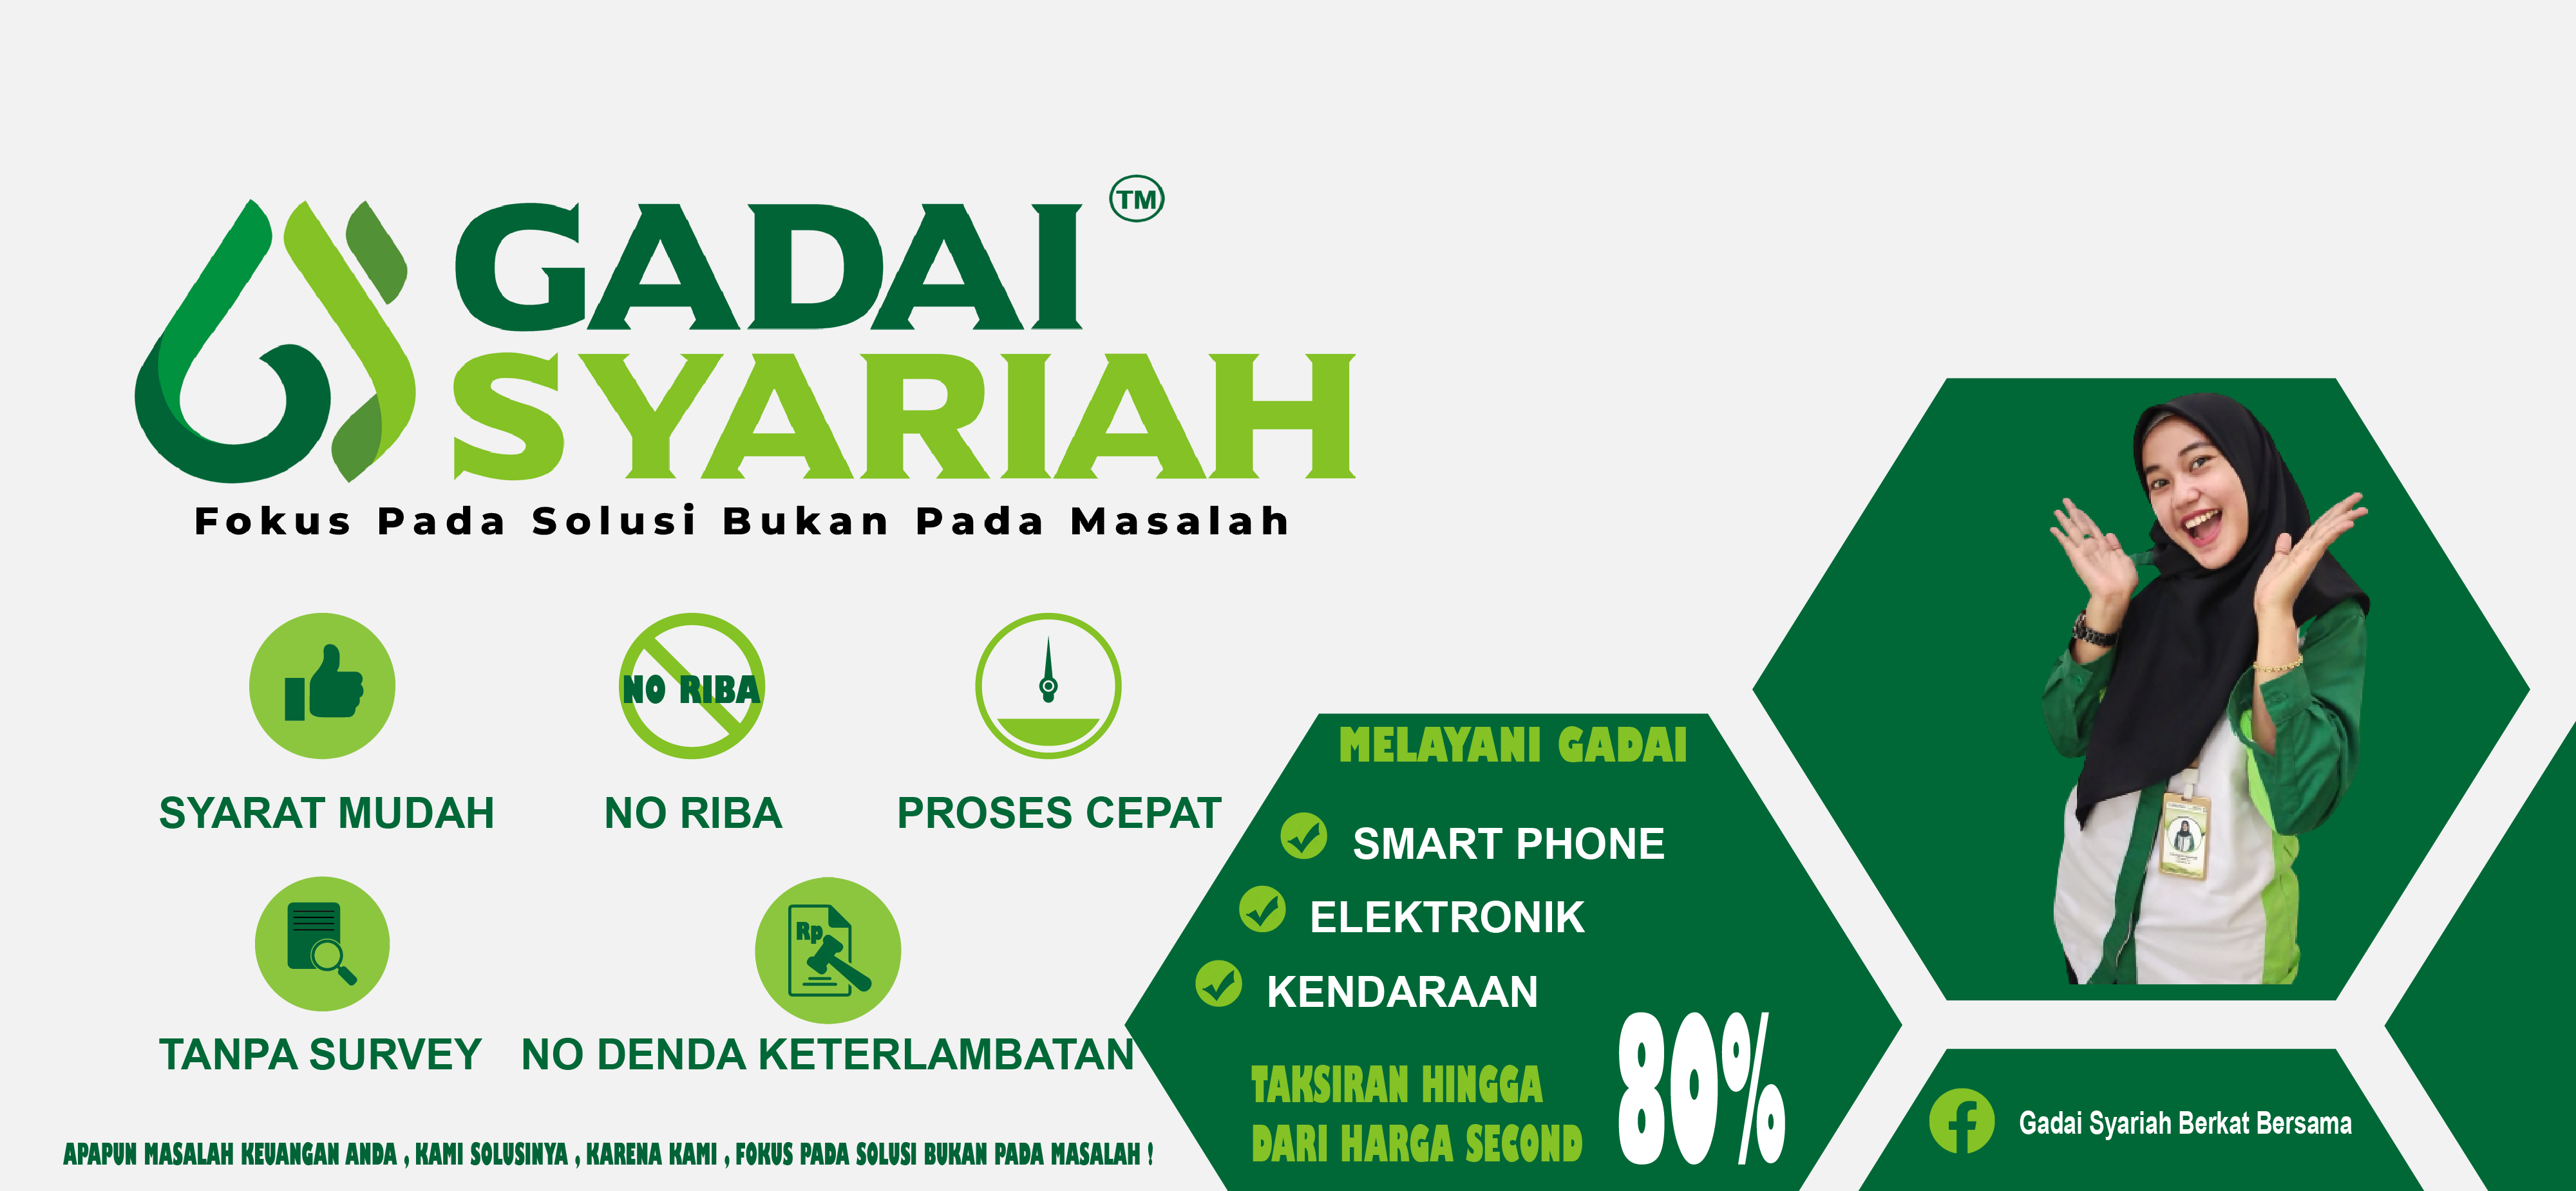 GADAI
TM
SYARIAH
Fokus Pada Solusi Bukan Pada Masalah
NO RIBA
SYARAT MUDAH
NO RIBA
PROSES CEPAT
Rp
TANPA SURVEY
NO DENDA KETERLAMBATAN
APAPUN MASALAH KEUANGAN ANDA , KAMI SOLUSINYA , KARENA KAMI , FOKUS PADA SOLUSI BUKAN PADA MASALAH !
MELAYANI GADAI
SMART PHONE
ELEKTRONIK
KENDARAAN
TAKSIRAN HINGGA
DARI HARGA SECOND
80%
Gadai Syariah Berkat Bersama